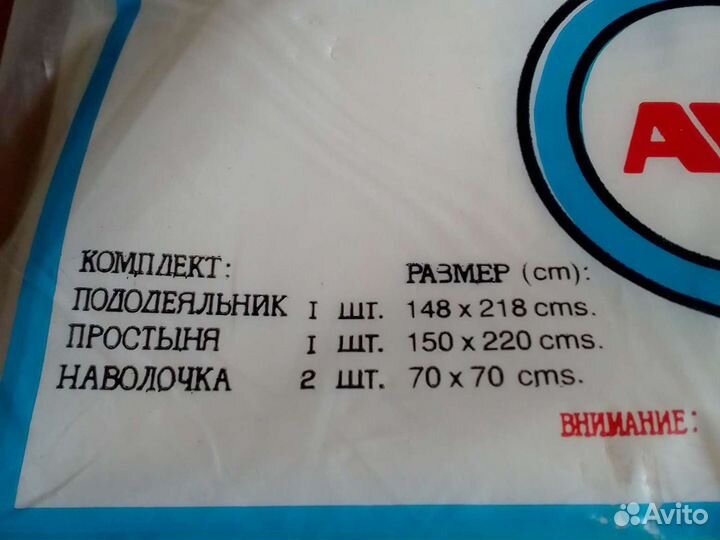 КОМПЛЕКТ: РАЗМЕР (cm):
ПОДОДЕЯЛЬНИК I ШТ. 148 x 218 cms.
ПРОСТЫНЯ I ШТ. 150 x 220 cms.
НАВОЛОЧКА 2 ШТ. 70 x 70 cms.
ВНИМАНИЕ:
Avito